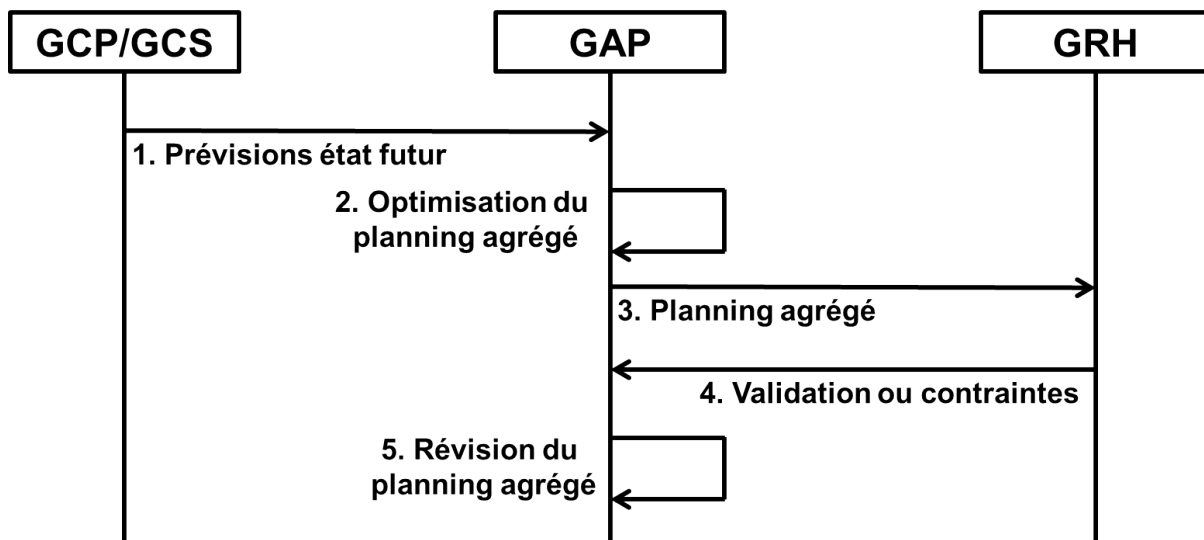 GCP/GCS
GAP
GRH
1. Prévisions état futur
2. Optimisation du
planning agrégé
3. Planning agrégé
4. Validation ou contraintes
5. Révision du
planning agrégé